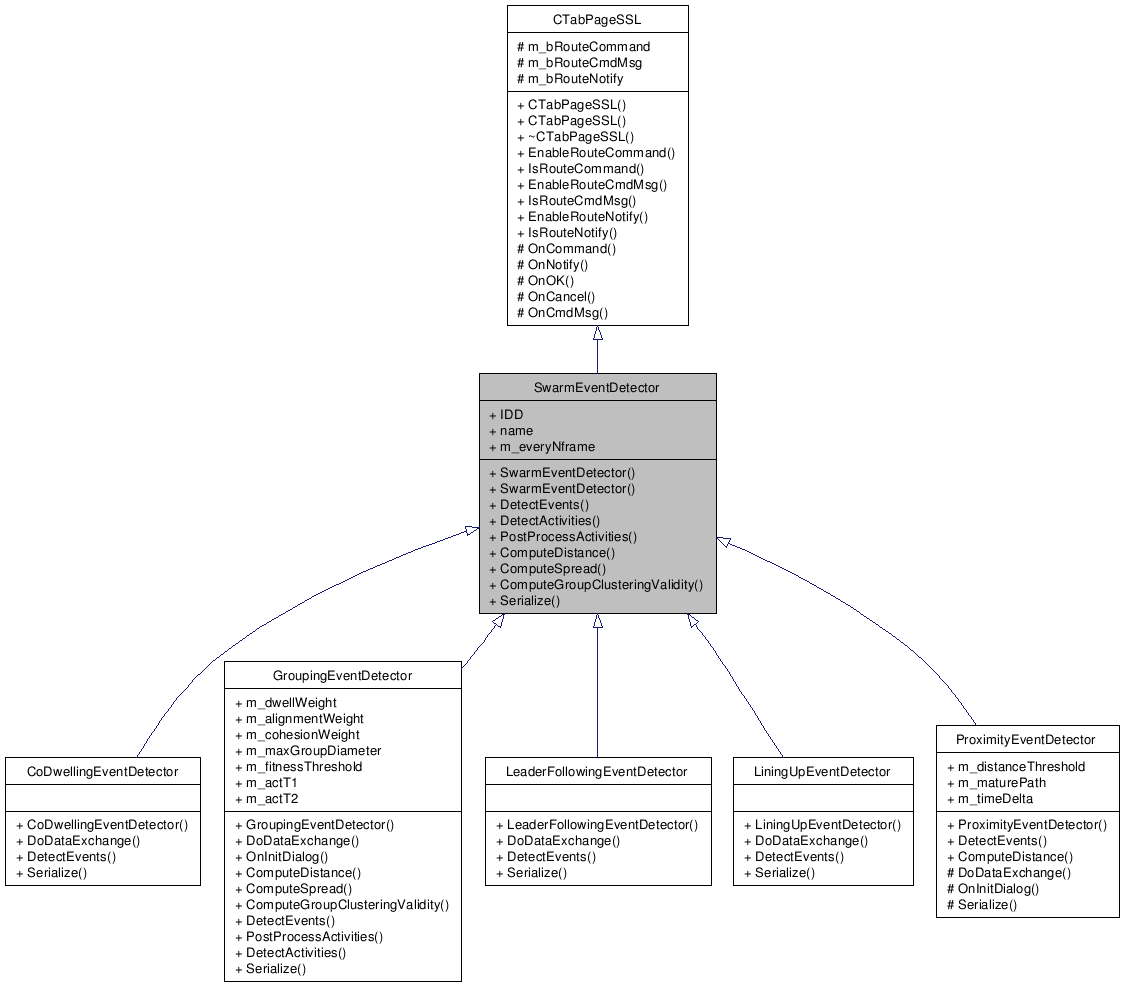 CTabPageSSL
# m_bRouteCommand
# m_bRouteCmdMsg
# m_bRouteNotify
+ CTabPageSSL()
+ CTabPageSSL()
+ ~CTabPageSSL()
+ EnableRouteCommand()
+ IsRouteCommand()
+ EnableRouteCmdMsg()
+ IsRouteCmdMsg()
+ EnableRouteNotify()
+ IsRouteNotify()
# OnCommand()
# OnNotify()
# OnOK()
# OnCancel()
# OnCmdMsg()
SwarmEventDetector
+ IDD
+ name
+ m_everyNframe
+ SwarmEventDetector()
+ SwarmEventDetector()
+ DetectEvents()
+ DetectActivities()
+ PostProcessActivities()
+ ComputeDistance()
+ ComputeSpread()
+ ComputeGroupClusteringValidity()
+ Serialize()
CoDwellingEventDetector
+ CoDwellingEventDetector()
+ DoDataExchange()
+ DetectEvents()
+ Serialize()
GroupingEventDetector
+ m_dwellWeight
+ m_alignmentWeight
+ m_cohesionWeight
+ m_maxGroupDiameter
+ m_fitnessThreshold
+ m_actT1
+ m_actT2
+ GroupingEventDetector()
+ DoDataExchange()
+ OnInitDialog()
+ ComputeDistance()
+ ComputeSpread()
+ ComputeGroupClusteringValidity()
+ DetectEvents()
+ PostProcessActivities()
+ DetectActivities()
+ Serialize()
LeaderFollowingEventDetector
+ LeaderFollowingEventDetector()
+ DoDataExchange()
+ DetectEvents()
+ Serialize()
LiningUpEventDetector
+ LiningUpEventDetector()
+ DoDataExchange()
+ DetectEvents()
+ Serialize()
ProximityEventDetector
+ m_distanceThreshold
+ m_maturePath
+ m_timeDelta
+ ProximityEventDetector()
+ DetectEvents()
+ ComputeDistance()
# DoDataExchange()
# OnInitDialog()
# Serialize()